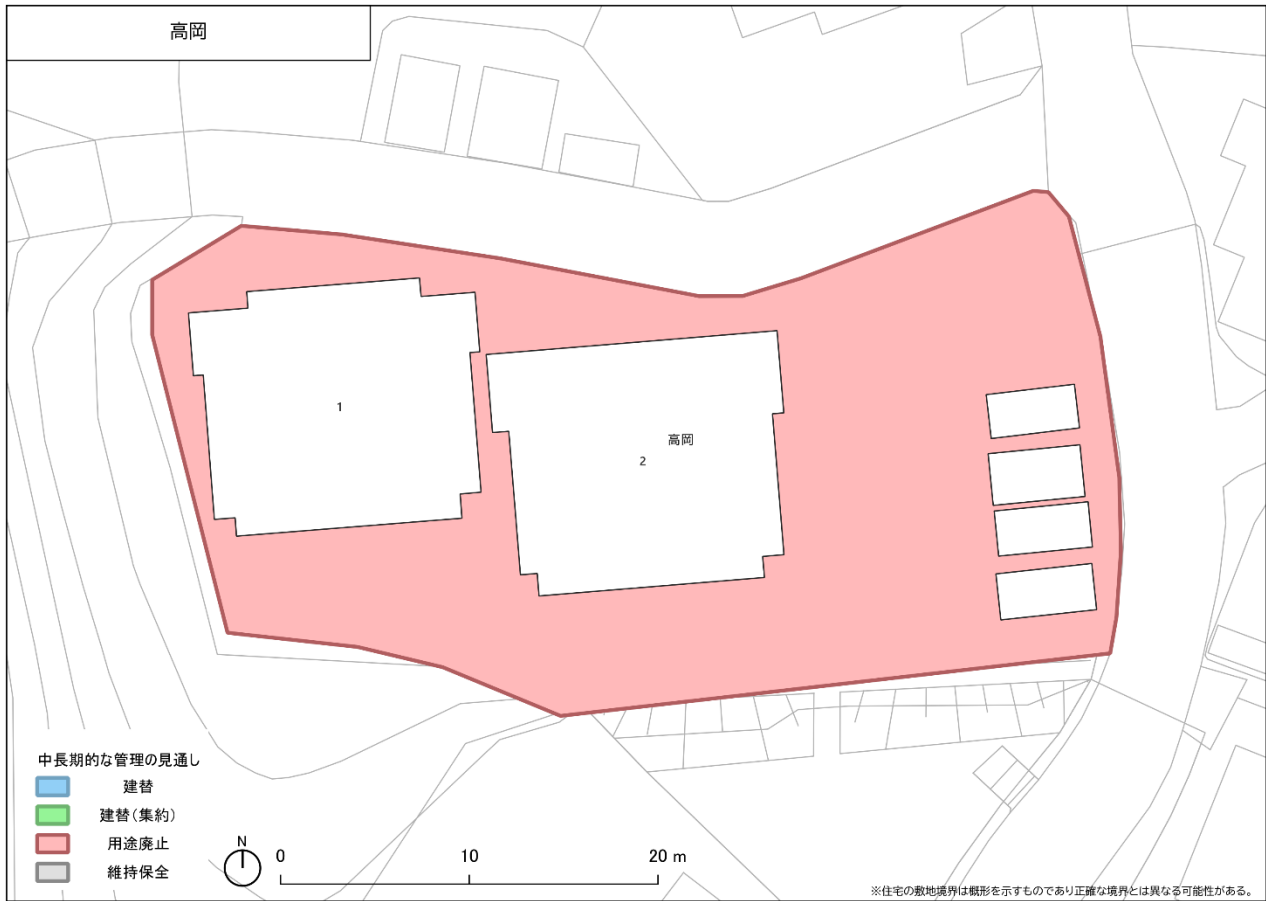 高岡
1
高岡
2
中長期的な管理の見通し
建替
建替（集約）
用途廃止
維持保全
N
0 10 20 m
※住宅の敷地境界は概形を示すものであり正確な境界とは異なる可能性がある。